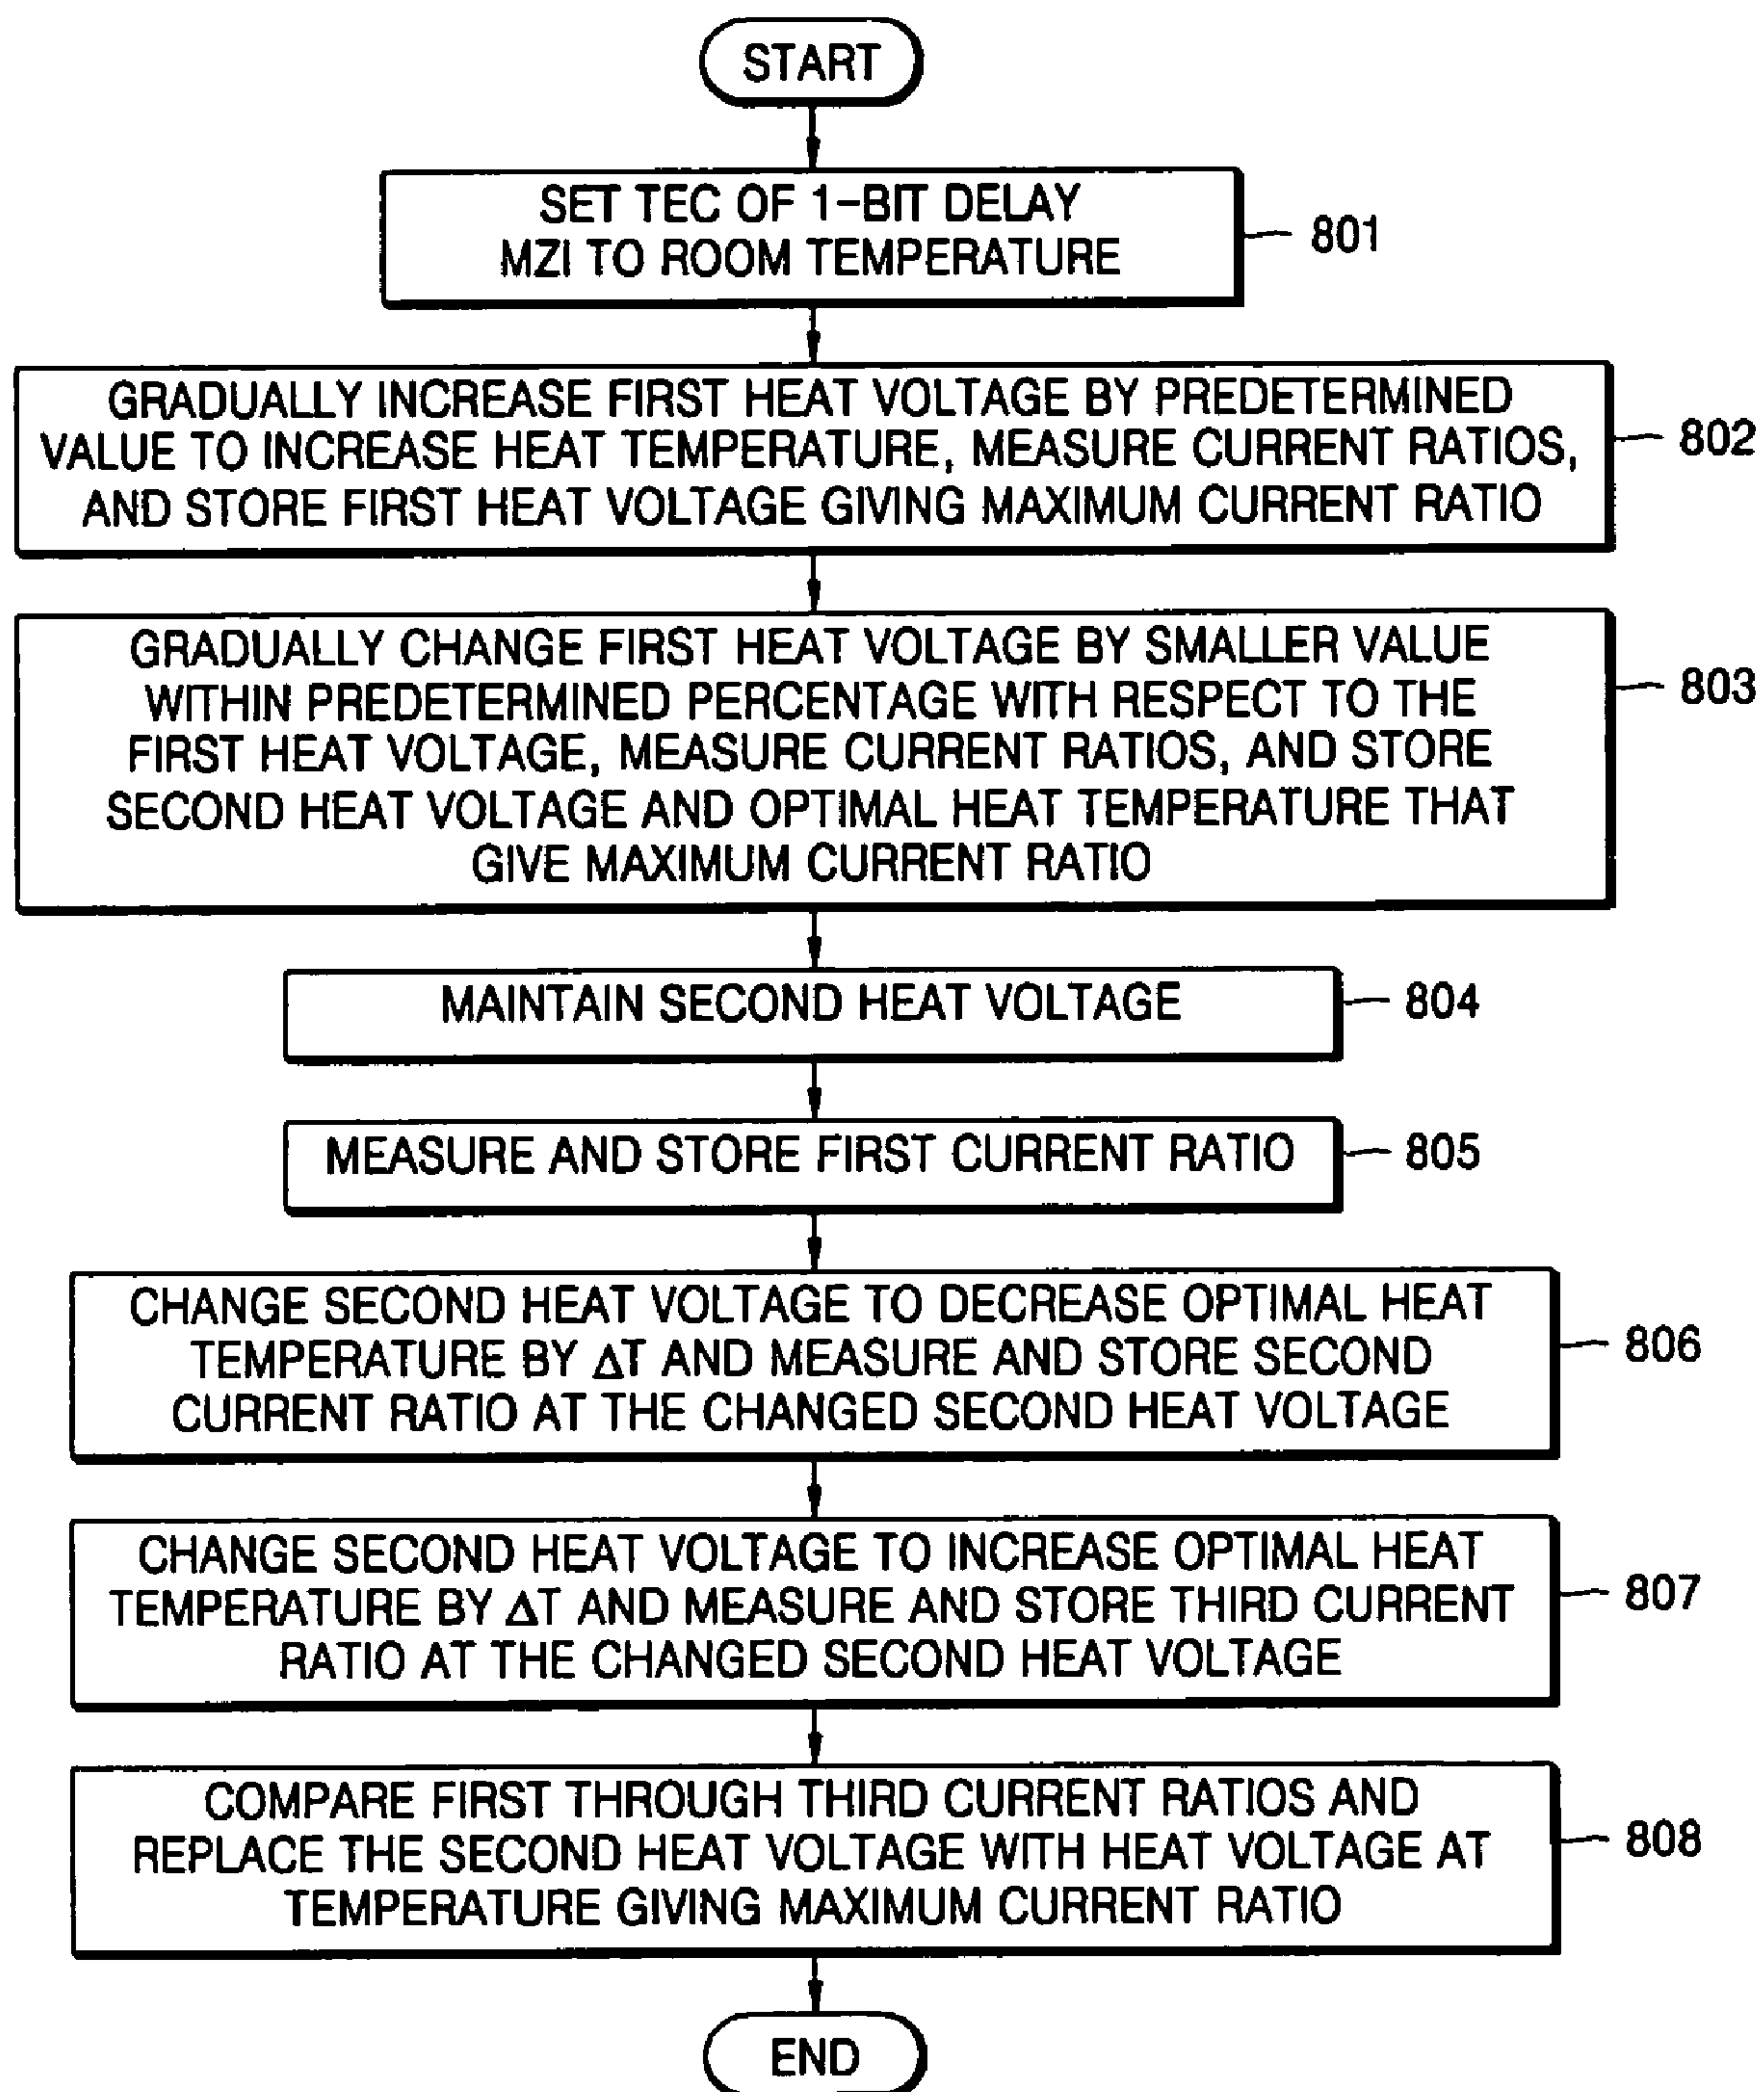 START
SET TEC OF 1-BIT DELAY
MZI TO ROOM TEMPERATURE
801
GRADUALLY INCREASE FIRST HEAT VOLTAGE BY PREDETERMINED
VALUE TO INCREASE HEAT TEMPERATURE, MEASURE CURRENT RATIOS,
AND STORE FIRST HEAT VOLTAGE GIVING MAXIMUM CURRENT RATIO
802
GRADUALLY CHANGE FIRST HEAT VOLTAGE BY SMALLER VALUE
WITHIN PREDETERMINED PERCENTAGE WITH RESPECT TO THE
FIRST HEAT VOLTAGE, MEASURE CURRENT RATIOS, AND STORE
SECOND HEAT VOLTAGE AND OPTIMAL HEAT TEMPERATURE THAT
GIVE MAXIMUM CURRENT RATIO
803
MAINTAIN SECOND HEAT VOLTAGE
804
MEASURE AND STORE FIRST CURRENT RATIO
805
CHANGE SECOND HEAT VOLTAGE TO DECREASE OPTIMAL HEAT
TEMPERATURE BY ΔT AND MEASURE AND STORE SECOND
CURRENT RATIO AT THE CHANGED SECOND HEAT VOLTAGE
806
CHANGE SECOND HEAT VOLTAGE TO INCREASE OPTIMAL HEAT
TEMPERATURE BY ΔT AND MEASURE AND STORE THIRD CURRENT
RATIO AT THE CHANGED SECOND HEAT VOLTAGE
807
COMPARE FIRST THROUGH THIRD CURRENT RATIOS AND
REPLACE THE SECOND HEAT VOLTAGE WITH HEAT VOLTAGE AT
TEMPERATURE GIVING MAXIMUM CURRENT RATIO
808
END